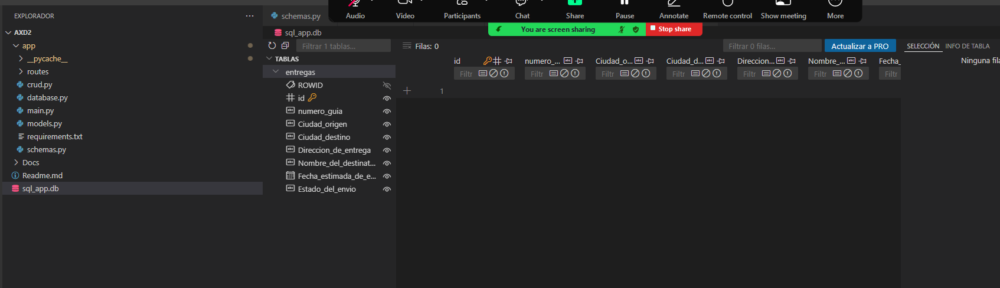 Audio Video Participants Chat Share Pause Annotate Remote control Show meeting More
You are screen sharing Stop share
EXPLORADOR ...
AXD2
app
__pycache__
routes
crud.py
database.py
main.py
models.py
requirements.txt
schemas.py
Docs
Readme.md
sql_app.db
schemas.py
sql_app.db
Filtrar 1 tablas...
TABLAS
entregas
ROWID
id
numero_guia
Ciudad_origen
Ciudad_destino
Direccion_de_entrega
Nombre_del_destinat...
Fecha_estimada_de_e...
Estado_del_envio
Filas: 0
Filtrar 0 filas...
Actualizar a PRO
SELECCIÓN INFO DE TABLA
id numero_... Ciudad_o... Ciudad_d... Direccion... Nombre_... Fecha_
Filtr Filtr Filtr Filtr Filtr Filtr Filtr
1
Ninguna fila